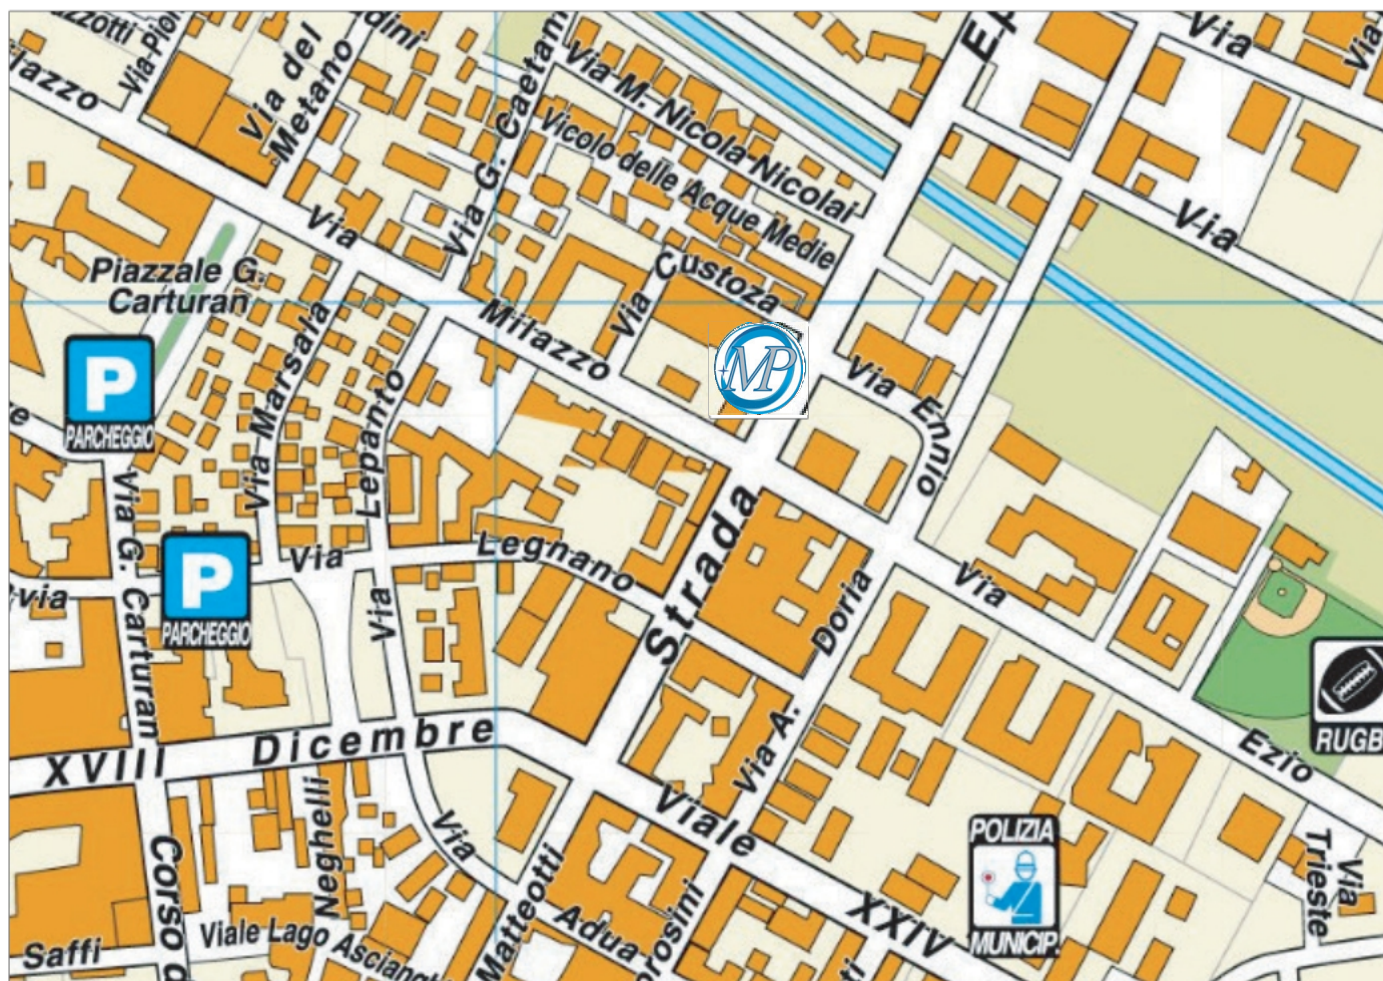 Via
Via del
Metano
Via G. Caetani
Via M. Nicola Nicolai
Vicolo delle Acque Medie
Via
Via
Milazzo
Via
Custoza
Piazzale G.
Carturan
MP
P
PARCHEGGIO
Via Marsala
Lepanto
Via
Ennio
Via
Via G. Carturan
P
PARCHEGGIO
Via
Legnano
Strada
Via A. Doria
Via
Ezio
RUGB
XVIII
Dicembre
Viale
XXIV
POLIZIA
MUNICIP.
Via
Trieste
Via
Corso d
Neghelli
Via
Matteotti
Adua
Saffi
Viale Lago Ascianghi